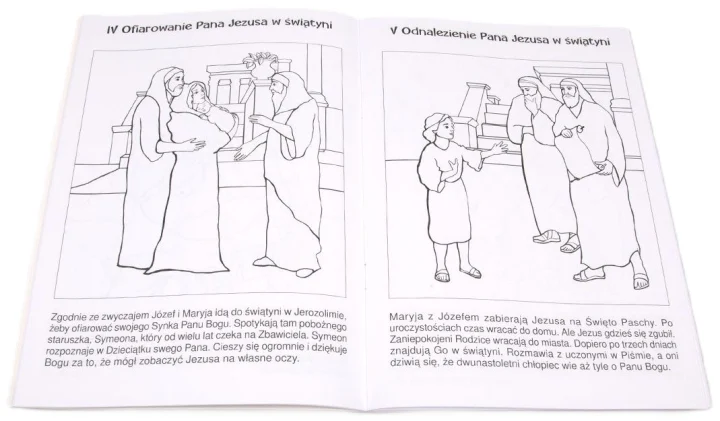 IV Ofiarowanie Pana Jezusa w świątyni
Zgodnie ze zwyczajem Józef i Maryja idą do świątyni w Jerozolimie,
żeby ofiarować swojego Synka Panu Bogu. Spotykają tam pobożnego
staruszka, Symeona, który od wielu lat czeka na Zbawiciela. Symeon
rozpoznaje w Dzieciątku swego Pana. Cieszy się ogromnie i dziękuje
Bogu za to, że mógł zobaczyć Jezusa na własne oczy.
V Odnalezienie Pana Jezusa w świątyni
Maryja z Józefem zabierają Jezusa na Święto Paschy. Po
uroczystościach czas wracać do domu. Ale Jezus gdzieś się zgubił.
Zaniepokojeni Rodzice wracają do miasta. Dopiero po trzech dniach
znajdują Go w świątyni. Rozmawia z uczonymi w Piśmie, a oni
dziwią się, że dwunastoletni chłopiec wie aż tyle o Panu Bogu.